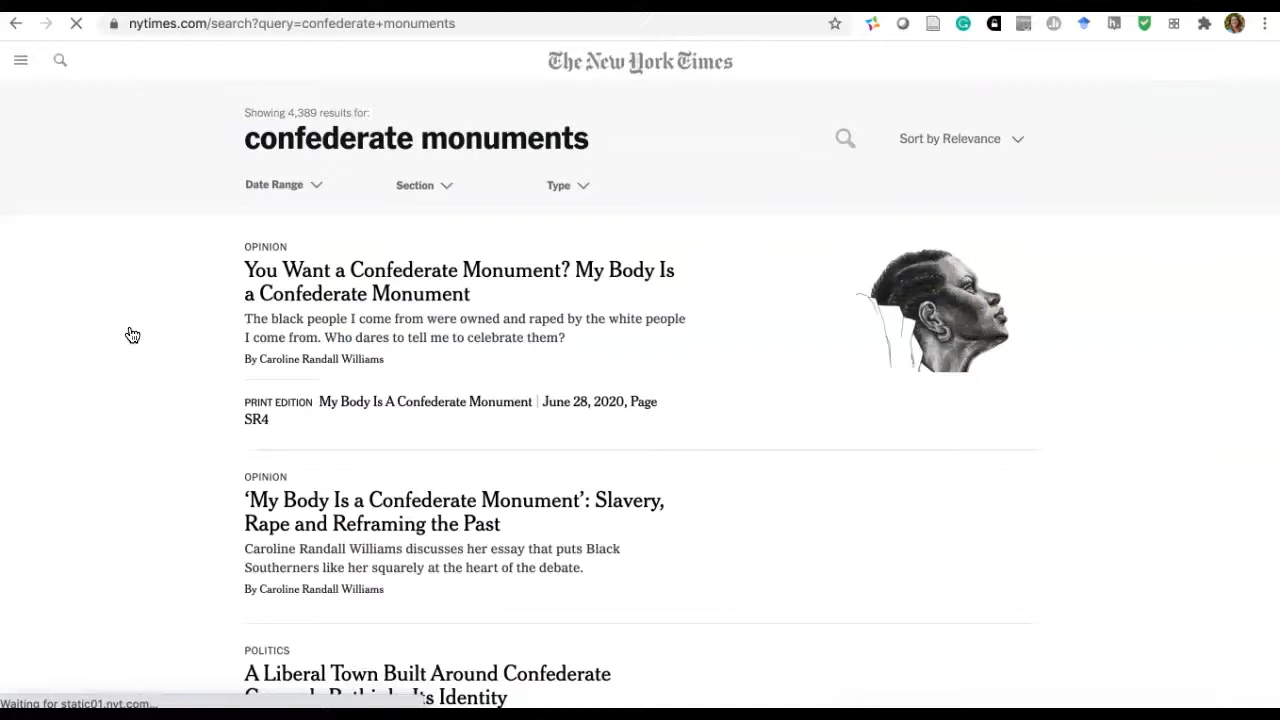 nytimes.com/search?query=confederate+monuments
The New York Times
Showing 4,389 results for:
confederate monuments
Sort by Relevance
Date Range
Section
Type
OPINION
You Want a Confederate Monument? My Body Is
a Confederate Monument
The black people I come from were owned and raped by the white people
I come from. Who dares to tell me to celebrate them?
By Caroline Randall Williams
PRINT EDITION My Body Is A Confederate Monument | June 28, 2020, Page
SR4
OPINION
‘My Body Is a Confederate Monument’: Slavery,
Rape and Reframing the Past
Caroline Randall Williams discusses her essay that puts Black
Southerners like her squarely at the heart of the debate.
By Caroline Randall Williams
POLITICS
A Liberal Town Built Around Confederate
Its Identity
Waiting for static01.nyt.com...